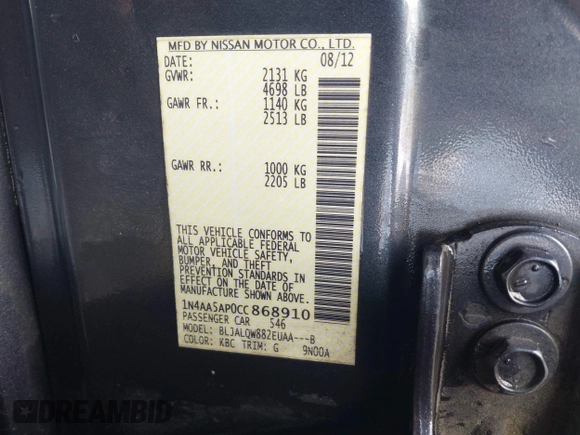 MFD BY NISSAN MOTOR CO., LTD.
DATE: 08/12
GVWR: 2131 KG
4698 LB
GAWR FR.: 1140 KG
2513 LB
GAWR RR.: 1000 KG
2205 LB
THIS VEHICLE CONFORMS TO
ALL APPLICABLE FEDERAL
MOTOR VEHICLE SAFETY,
BUMPER, AND THEFT
PREVENTION STANDARDS IN
EFFECT ON THE DATE OF
MANUFACTURE SHOWN ABOVE.
1N4AA5AP0CC868910
PASSENGER CAR 546
MODEL: BLJALQW882EUAA---B
COLOR: KBC TRIM: G 9N00A
DREAMBID